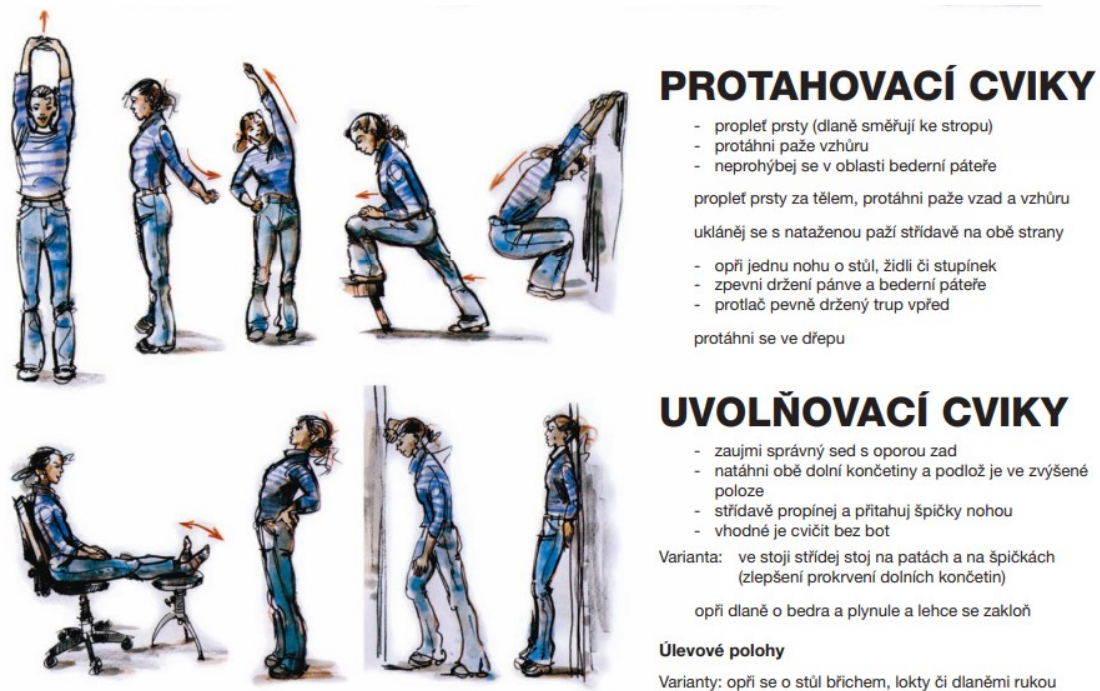 PROTAHOVACÍ CVIKY
- propleť prsty (dlaně směřují ke stropu)
- protáhni paže vzhůru
- neprohýbej se v oblasti bederní páteře
propleť prsty za tělem, protáhni paže vzad a vzhůru
ukláněj se s nataženou paží střídavě na obě strany
- opři jednu nohu o stůl, židli či stupínek
- zpevni držení pánve a bederní páteře
- protlač pevně držený trup vpřed
protáhni se ve dřepu
UVOLŇOVACÍ CVIKY
- zaujmi správný sed s oporou zad
- natáhni obě dolní končetiny a podlož je ve zvýšené
poloze
- střídavě propínej a přitahuj špičky nohou
- vhodné je cvičit bez bot
Varianta: ve stoji střídej stoj na patách a na špičkách
(zlepšení prokrvení dolních končetin)
opři dlaně o bedra a plynule a lehce se zakloň
Úlevové polohy
Varianty: opři se o stůl břichem, lokty či dlaněmi rukou